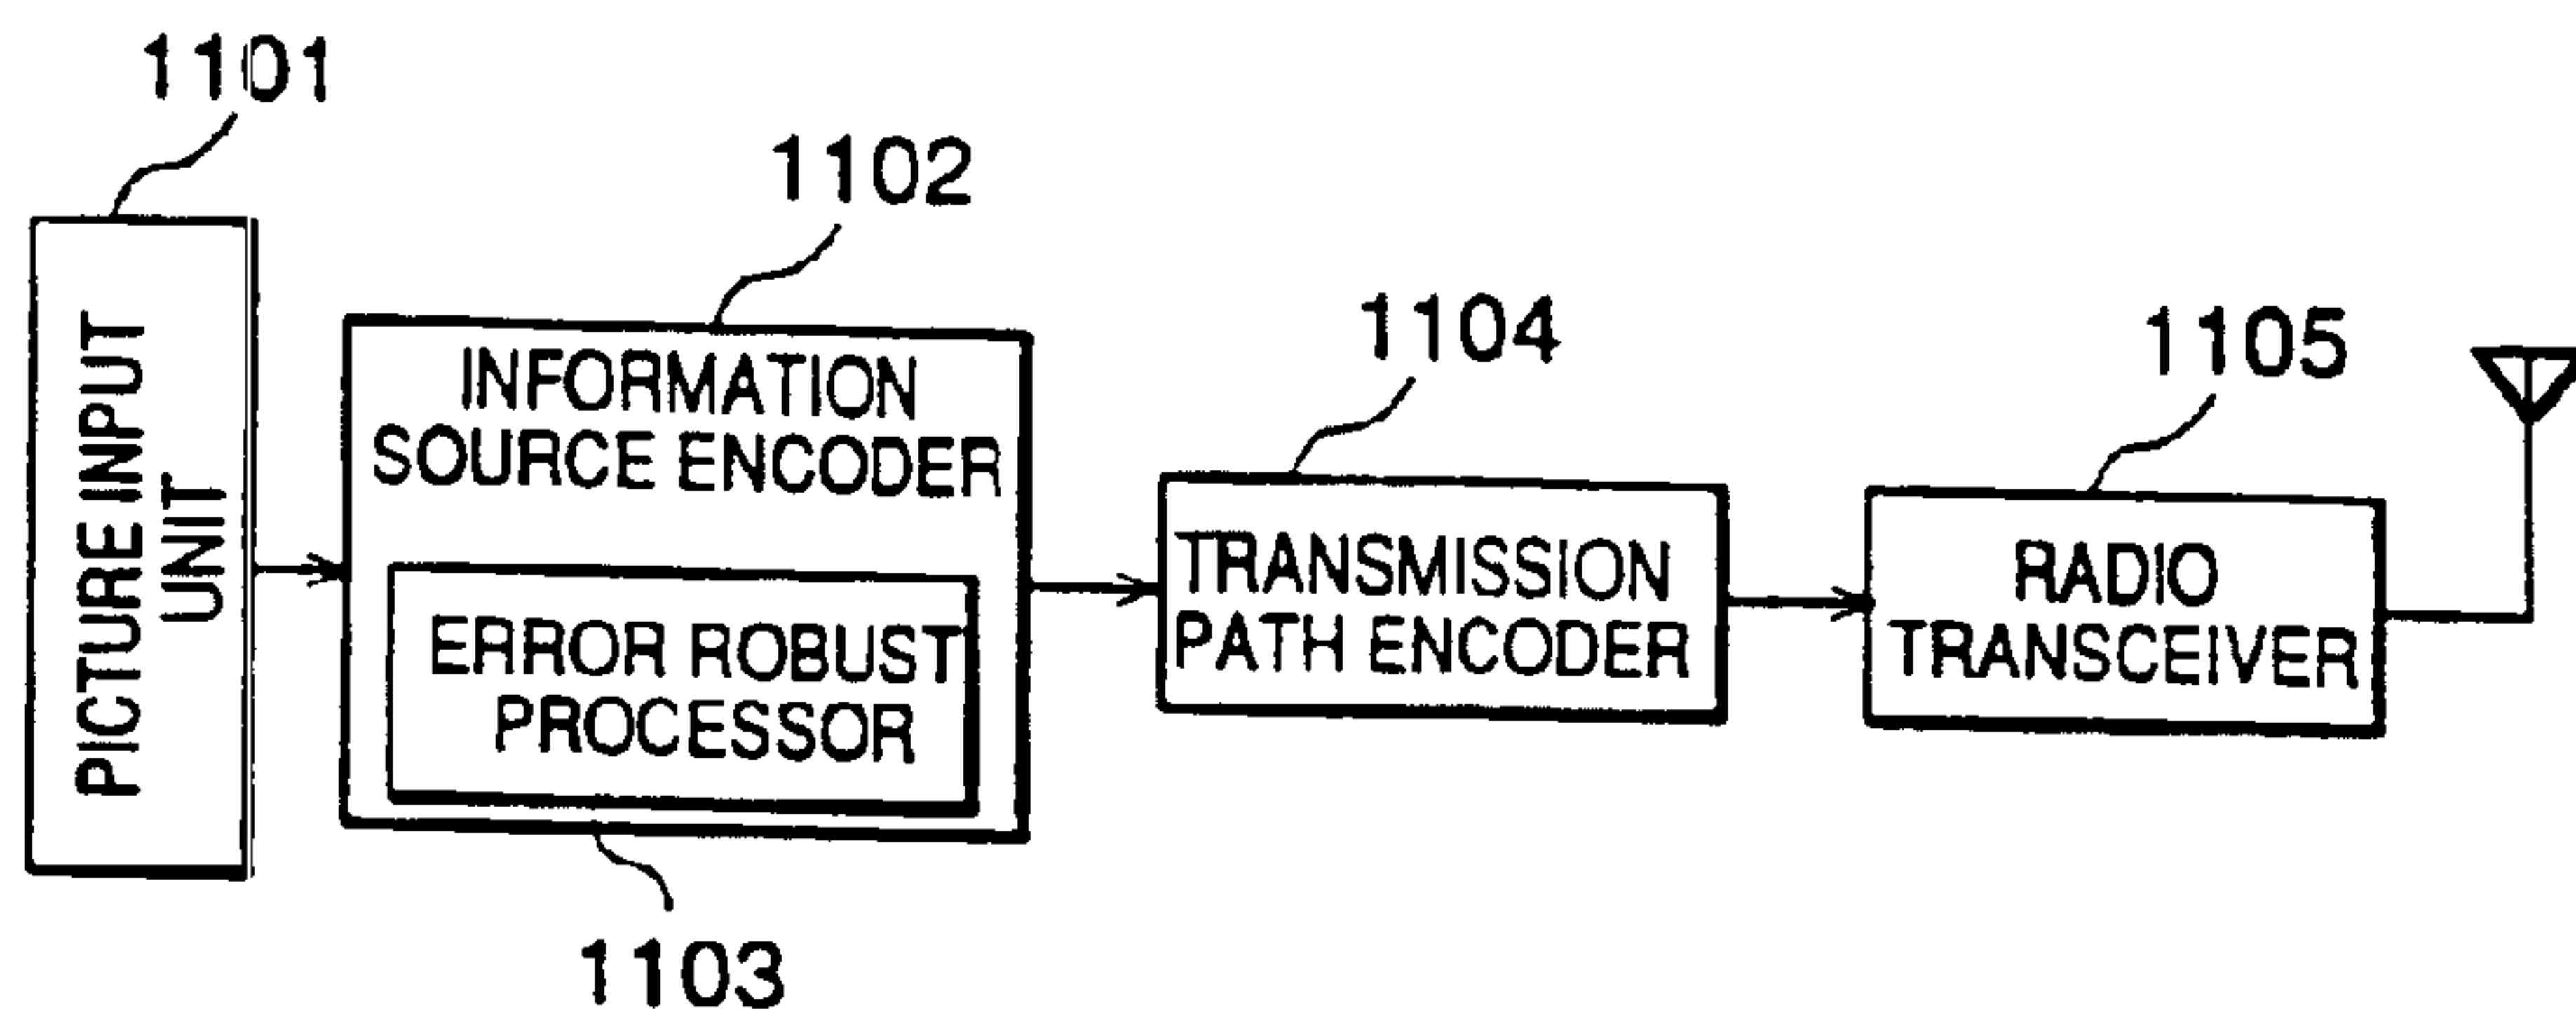 1101
PICTURE INPUT
UNIT
1102
INFORMATION
SOURCE ENCODER
ERROR ROBUST
PROCESSOR
1103
1104
TRANSMISSION
PATH ENCODER
1105
RADIO
TRANSCEIVER